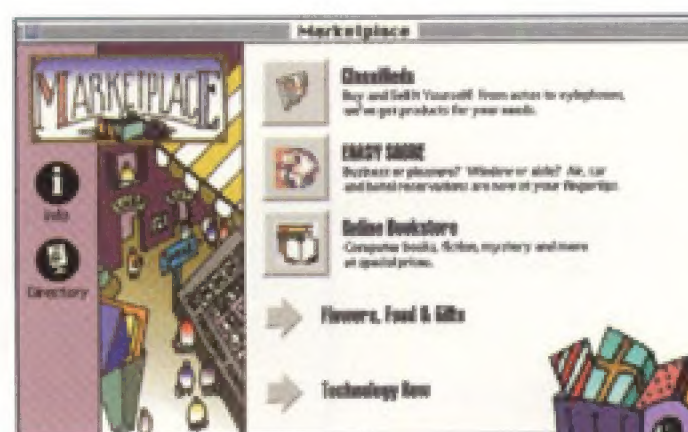 Marketplace
MARKETPLACE
Info
Directory
Classifieds
Buy and Sell It Yourself! From autos to xylophones,
we've got products for your needs.
EAASY SABRE
Business or pleasure? Window or aisle? Air, car
and hotel reservations are now at your fingertips.
Online Bookstore
Computer books, fiction, mystery and more
at special prices.
Flowers, Food & Gifts
Technology Row